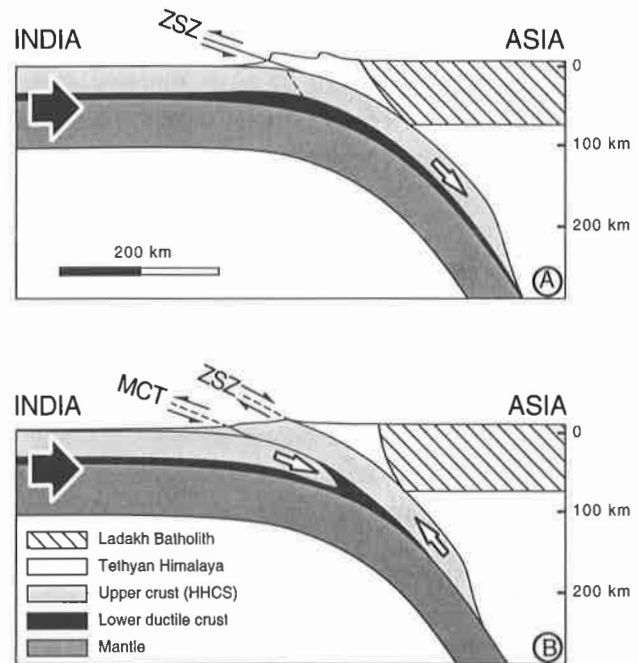 ZSZ
INDIA
ASIA
0
100 km
200 km
200 km
A
ZSZ
MCT
INDIA
ASIA
0
100 km
200 km
Ladakh Batholith
Tethyan Himalaya
Upper crust (HHCS)
Lower ductile crust
Mantle
B